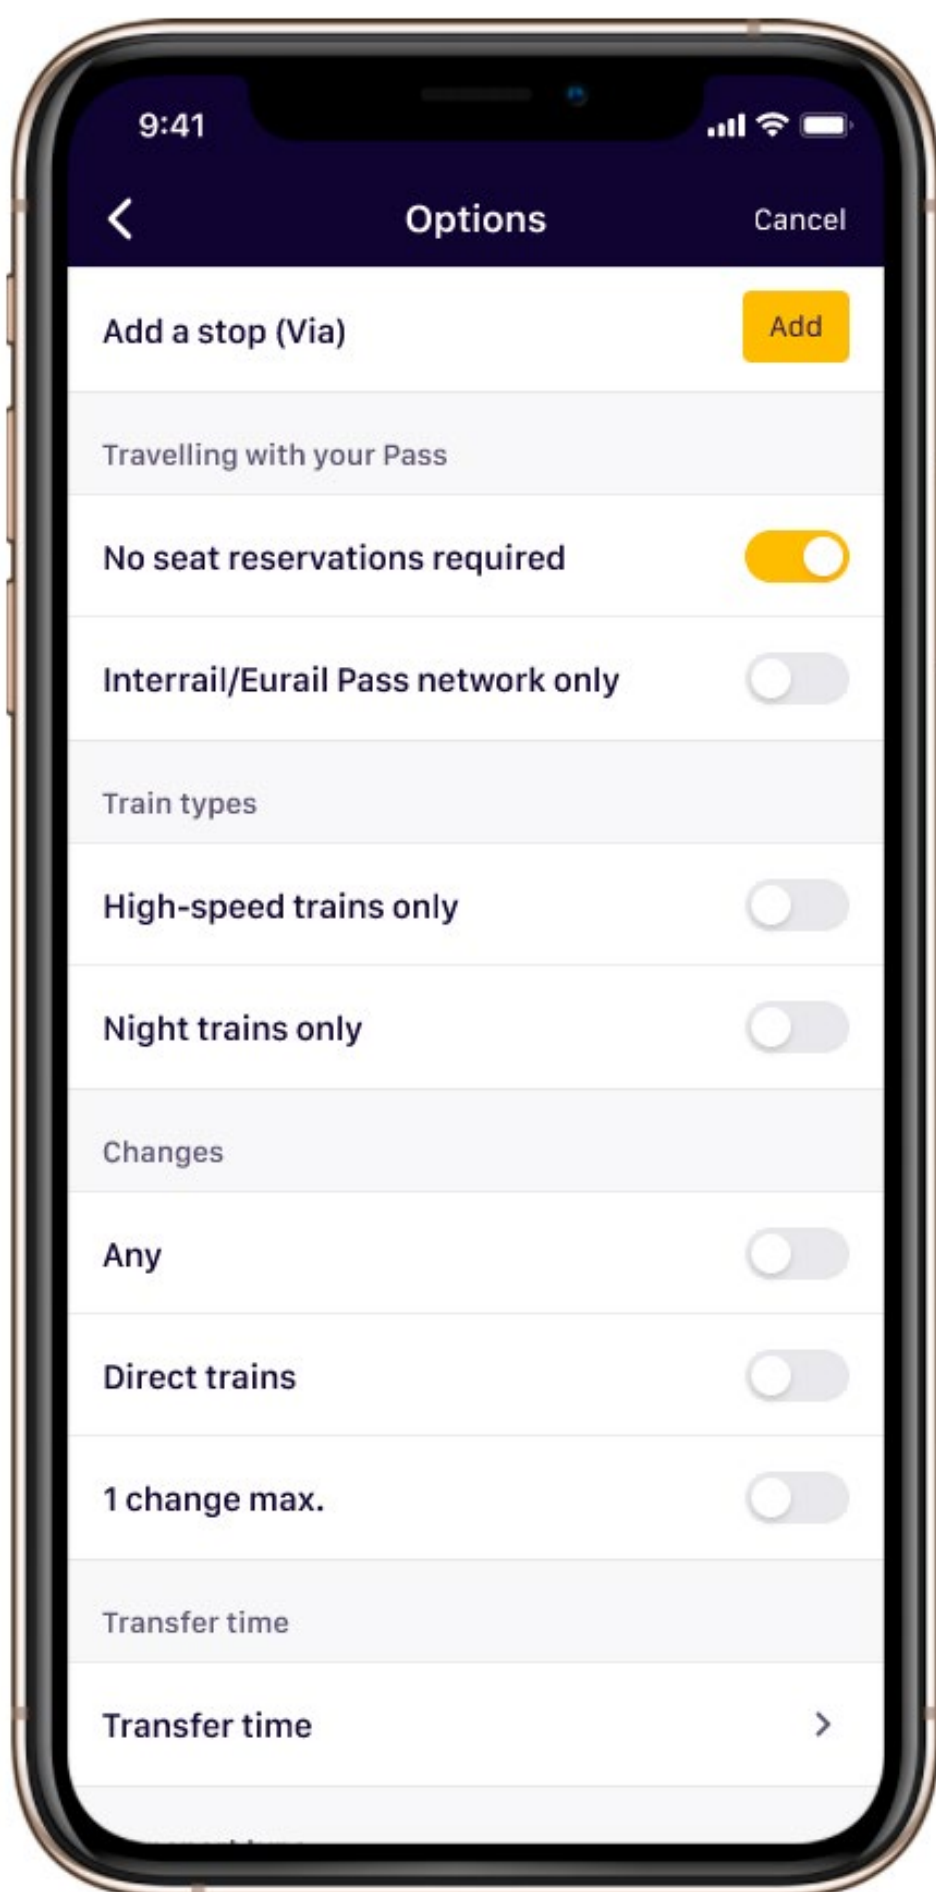 9:41
Options
Cancel
Add a stop (Via)
Add
Travelling with your Pass
No seat reservations required
Interrail/Eurail Pass network only
Train types
High-speed trains only
Night trains only
Changes
Any
Direct trains
1 change max.
Transfer time
Transfer time